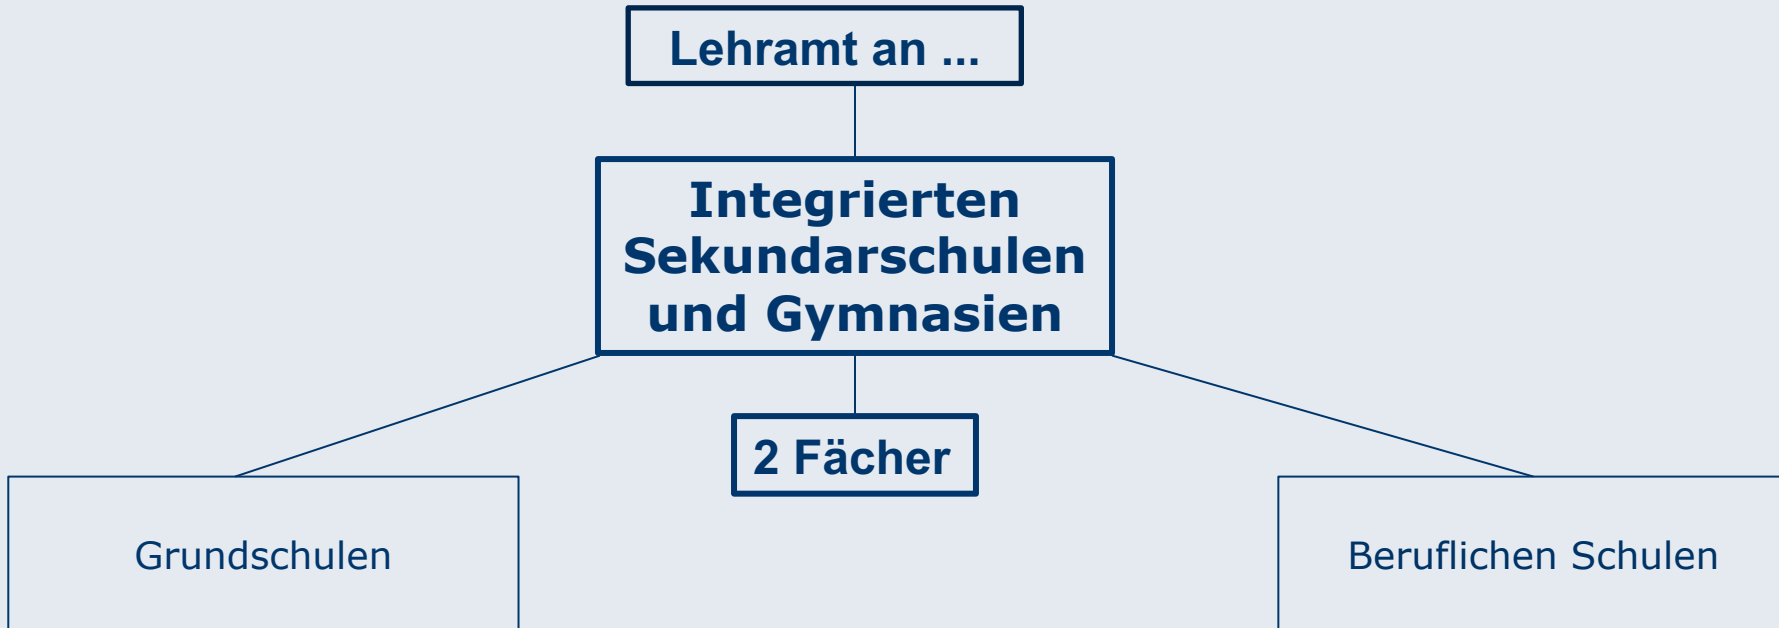 Lehramt an ...
Integrierten
Sekundarschulen
und Gymnasien
2 Fächer
Grundschulen
Beruflichen Schulen